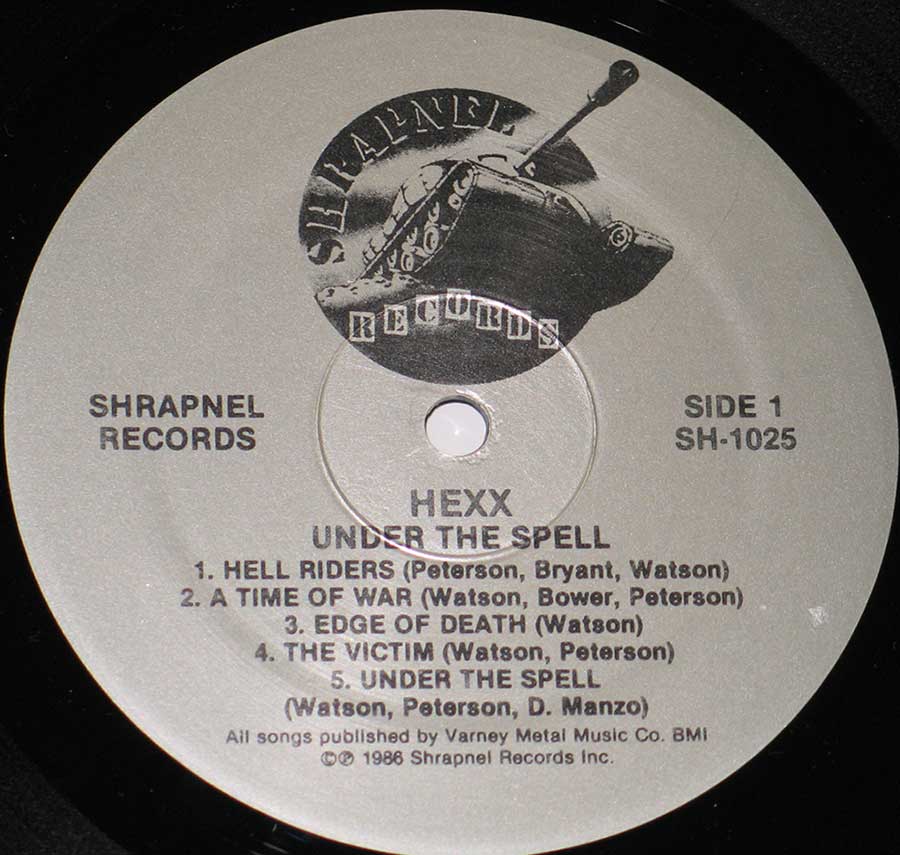 SHRAPNEL
RECORDS
SHRAPNEL
RECORDS
SIDE 1
SH-1025
HEXX
UNDER THE SPELL
1. HELL RIDERS (Peterson, Bryant, Watson)
2. A TIME OF WAR (Watson, Bower, Peterson)
3. EDGE OF DEATH (Watson)
4. THE VICTIM (Watson, Peterson)
5. UNDER THE SPELL
(Watson, Peterson, D. Manzo)
All songs published by Varney Metal Music Co. BMI
©℗ 1986 Shrapnel Records Inc.